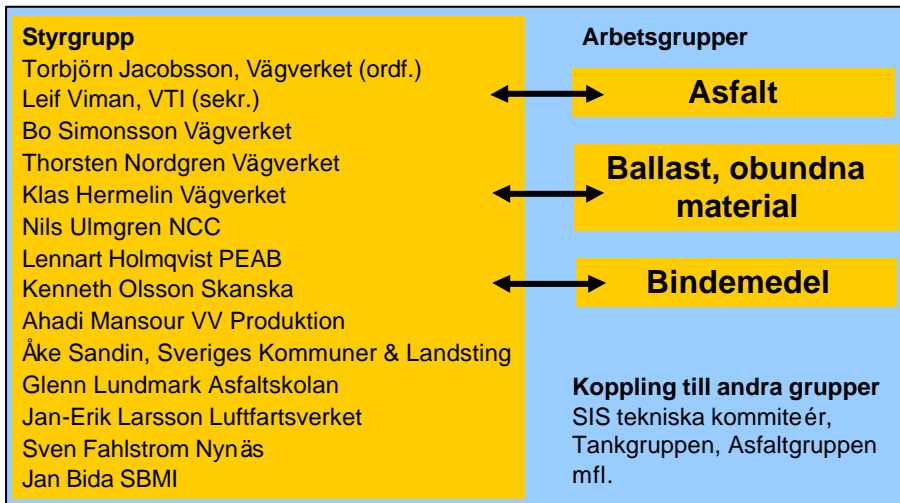 Styrgrupp
Torbjörn Jacobsson, Vägverket (ordf.)
Leif Viman, VTI (sekr.)
Bo Simonsson Vägverket
Thorsten Nordgren Vägverket
Klas Hermelin Vägverket
Nils Ulmgren NCC
Lennart Holmqvist PEAB
Kenneth Olsson Skanska
Ahadi Mansour VV Produktion
Åke Sandin, Sveriges Kommuner & Landsting
Glenn Lundmark Asfaltskolan
Jan-Erik Larsson Luftfartsverket
Sven Fahlstrom Nynäs
Jan Bida SBMI
Arbetsgrupper
Asfalt
Ballast, obundna
material
Bindemedel
Koppling till andra grupper
SIS tekniska kommiteér,
Tankgruppen, Asfaltgruppen
mfl.